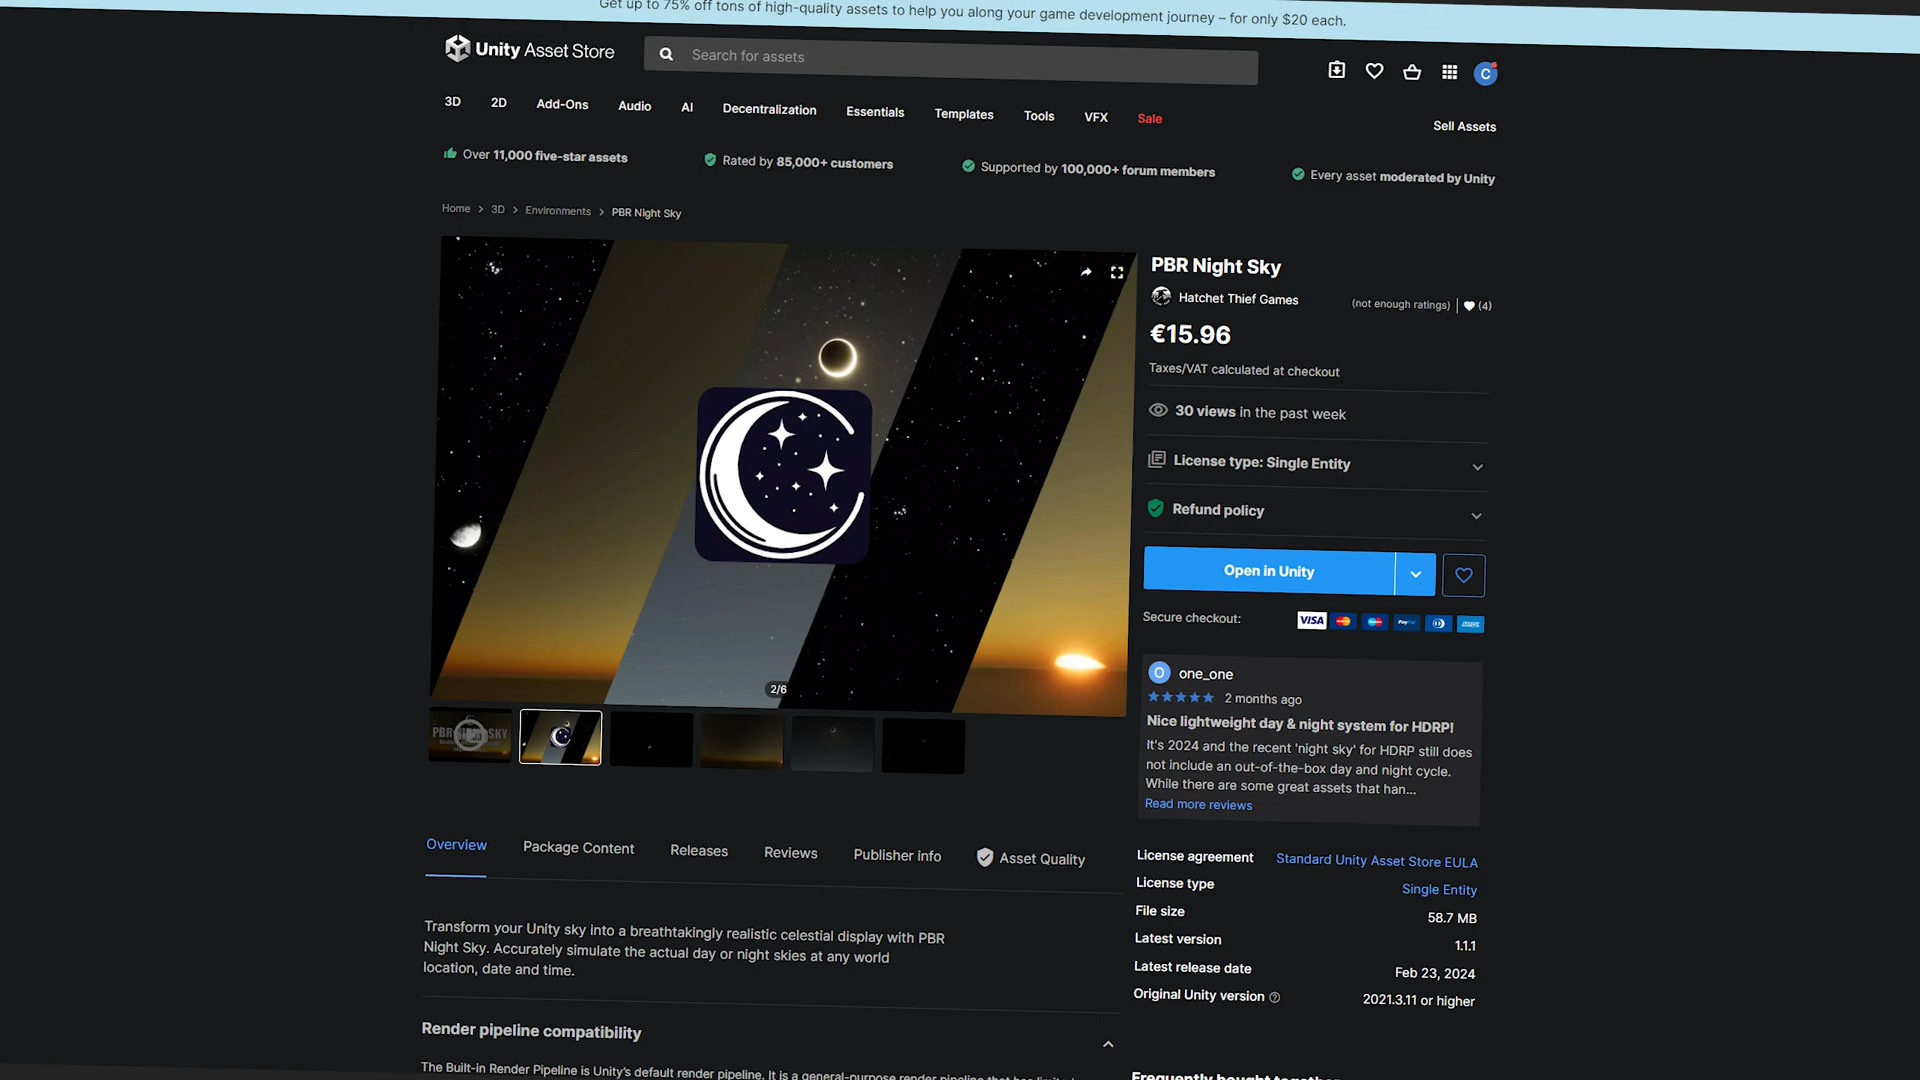 Get up to 75% off tons of high-quality assets to help you along your game development journey – for only $20 each.
Unity Asset Store
Search for assets
C
3D 2D Add-Ons Audio AI Decentralization Essentials Templates Tools VFX Sale
Sell Assets
Over 11,000 five-star assets
Rated by 85,000+ customers
Supported by 100,000+ forum members
Every asset moderated by Unity
Home > 3D > Environments > PBR Night Sky
PBR Night Sky
Hatchet Thief Games
(not enough ratings) | (4)
€15.96
Taxes/VAT calculated at checkout
30 views in the past week
License type: Single Entity
Refund policy
Open in Unity
Secure checkout:
VISA
PayPal
2/6
PBR NIGHT SKY
O
one_one
2 months ago
Nice lightweight day & night system for HDRP!
It's 2024 and the recent 'night sky' for HDRP still does
not include an out-of-the-box day and night cycle.
While there are some great assets that han...
Read more reviews
Overview Package Content Releases Reviews Publisher info Asset Quality
License agreement Standard Unity Asset Store EULA
License type Single Entity
File size 58.7 MB
Latest version 1.1.1
Latest release date Feb 23, 2024
Original Unity version 2021.3.11 or higher
Transform your Unity sky into a breathtakingly realistic celestial display with PBR
Night Sky. Accurately simulate the actual day or night skies at any world
location, date and time.
Render pipeline compatibility
The Built-in Render Pipeline is Unity's default render pipeline. It is a general-purpose render pipeline that has limited
Frequently bought together